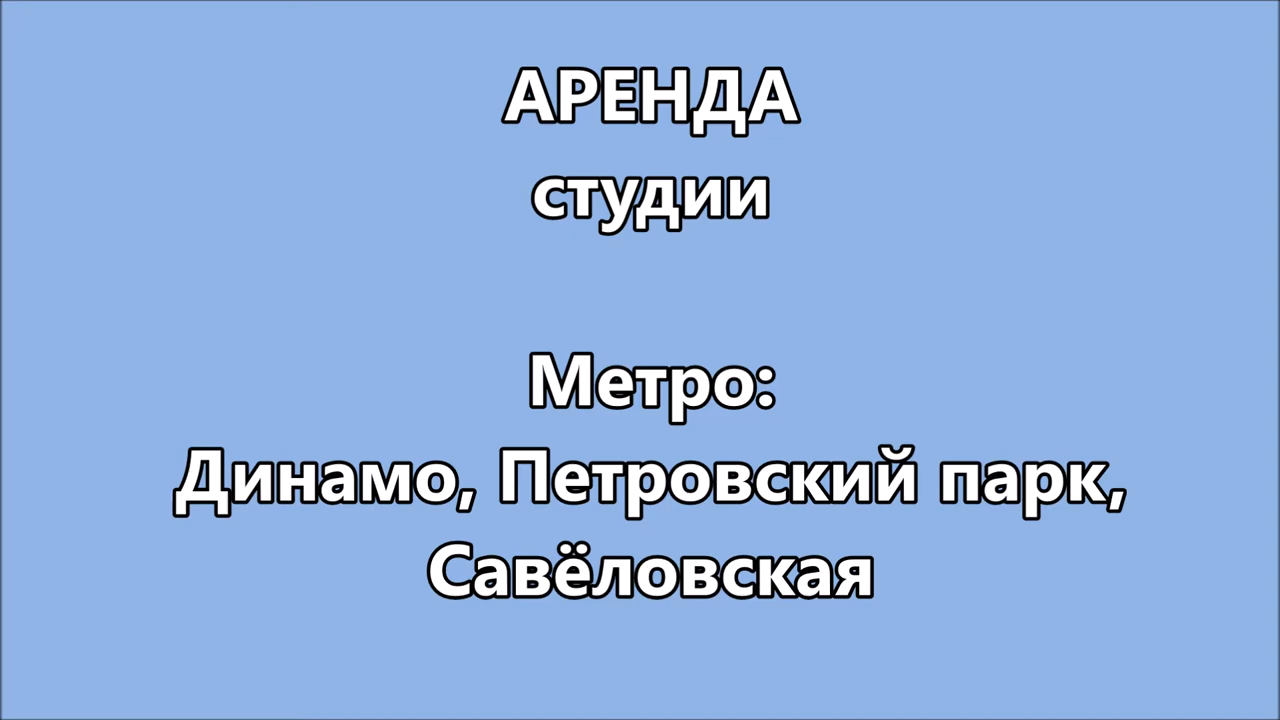 АРЕНДА
студии
Метро:
Динамо, Петровский парк,
Савёловская